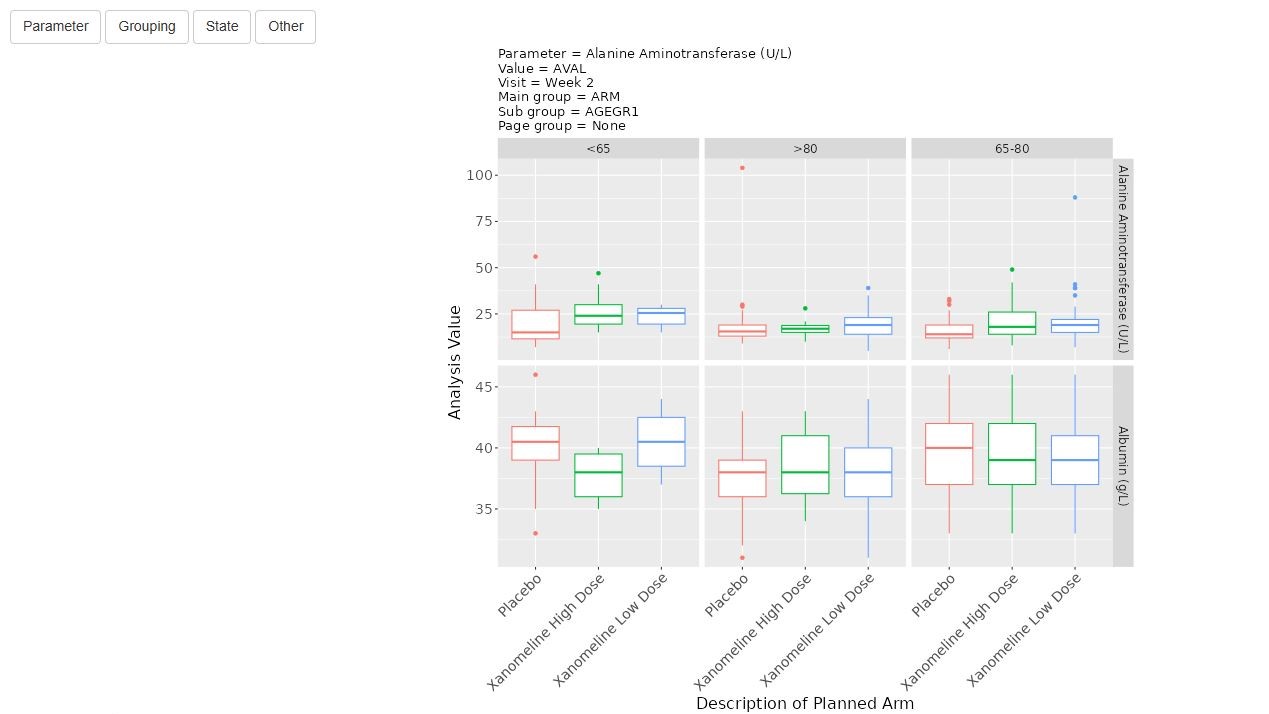 Parameter Grouping State Other
Parameter = Alanine Aminotransferase (U/L)
Value = AVAL
Visit = Week 2
Main group = ARM
Sub group = AGEGR1
Page group = None
<65 >80 65-80
100
75
50
25
Alanine Aminotransferase (U/L)
Analysis Value
45
40
35
Albumin (g/L)
Placebo
Xanomeline High Dose
Xanomeline Low Dose
Placebo
Xanomeline High Dose
Xanomeline Low Dose
Placebo
Xanomeline High Dose
Xanomeline Low Dose
Description of Planned Arm